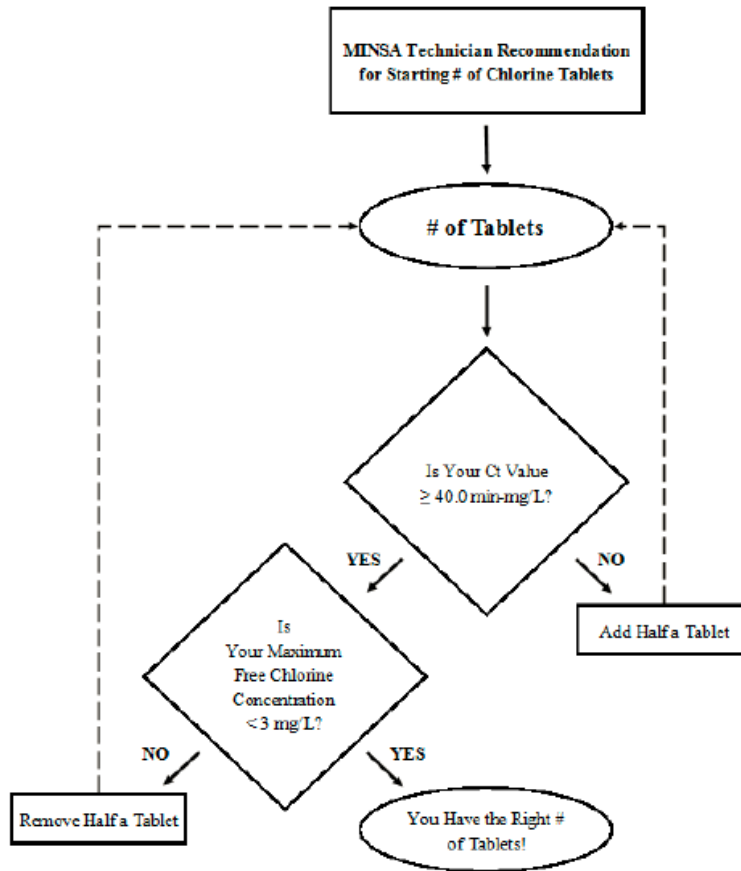 MINSA Technician Recommendation
for Starting # of Chlorine Tablets
# of Tablets
Is Your Ct Value
≥ 40.0 min-mg/L?
YES
NO
Add Half a Tablet
Is
Your Maximum
Free Chlorine
Concentration
< 3 mg/L?
NO
YES
Remove Half a Tablet
You Have the Right #
of Tablets!